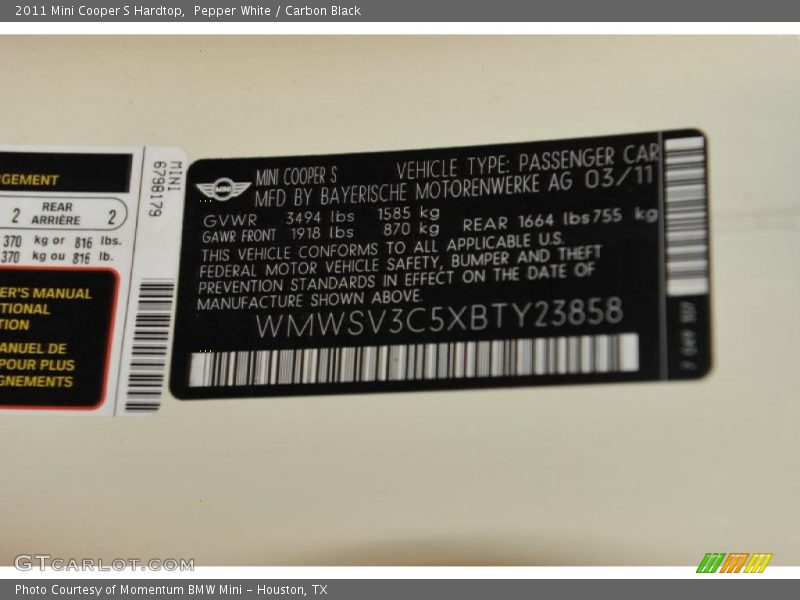 2011 Mini Cooper S Hardtop,  Pepper White / Carbon Black
GEMENT
2 REAR ARRIÈRE 2
370 kg or 816 lbs.
370 kg ou 816 lb.
ER'S MANUAL
TIONAL
TION
ANUEL DE
POUR PLUS
GNEMENTS
MINI
6798179
MINI
MINI COOPER S VEHICLE TYPE: PASSENGER CAR
MFD BY BAYERISCHE MOTORENWERKE AG 03/11
GVWR 3494 lbs 1585 kg
GAWR FRONT 1918 lbs 870 kg REAR 1664 lbs 755 kg
THIS VEHICLE CONFORMS TO ALL APPLICABLE U.S.
FEDERAL MOTOR VEHICLE SAFETY, BUMPER AND THEFT
PREVENTION STANDARDS IN EFFECT ON THE DATE OF
MANUFACTURE SHOWN ABOVE.
WMWSV3C5XBTY23858
GTcarlot.com
Photo Courtesy of Momentum BMW Mini - Houston, TX